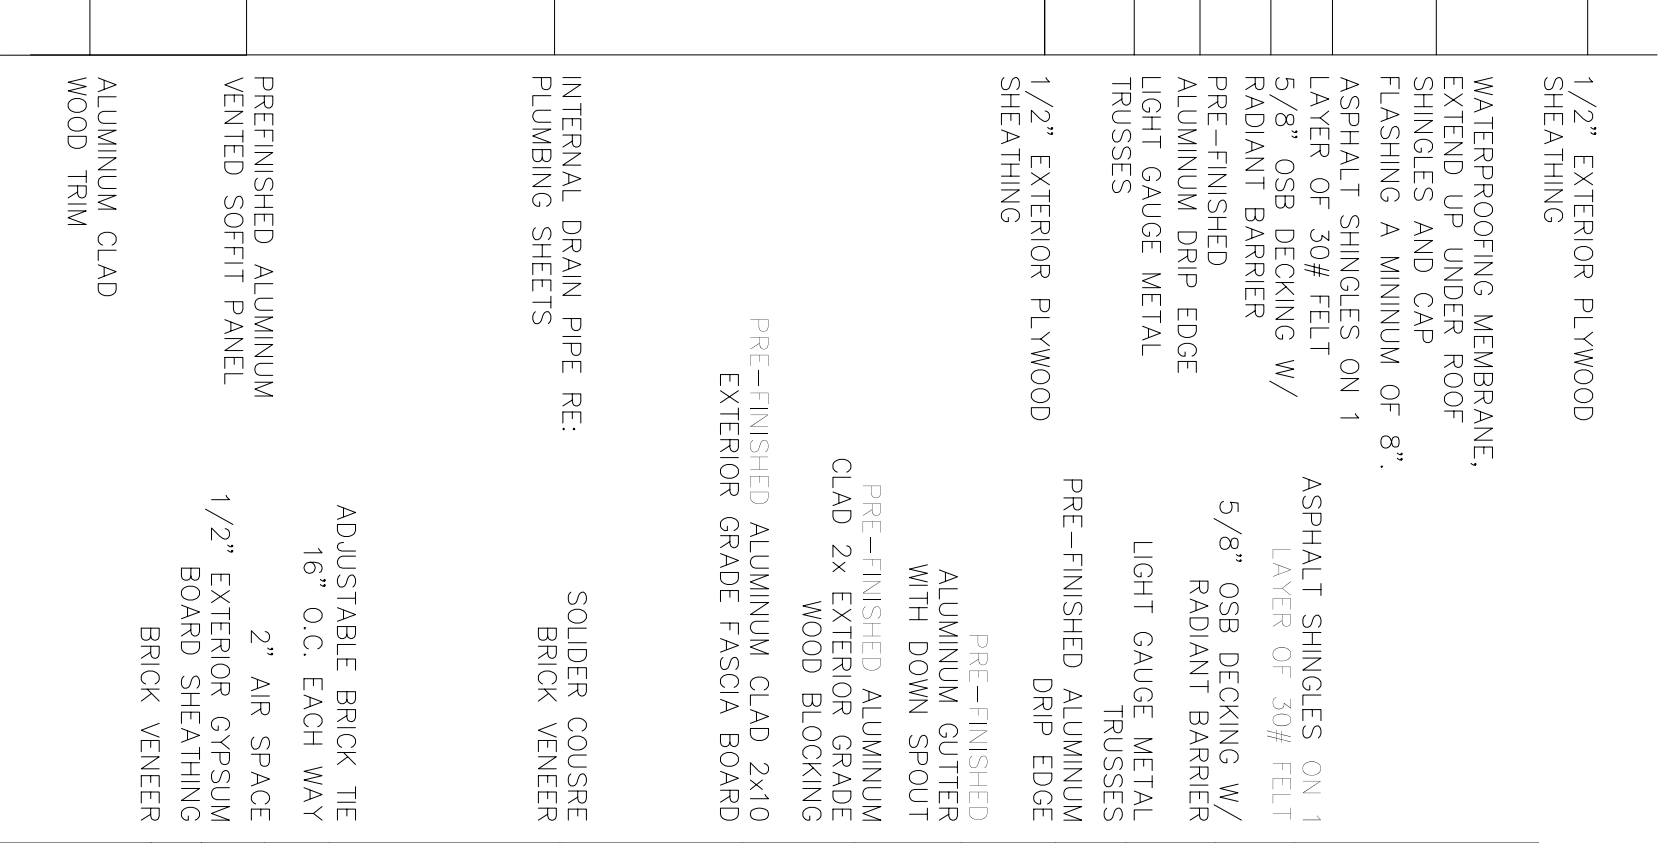 1/2” EXTERIOR PLYWOOD
SHEATHING
WATERPROOFING MEMBRANE,
EXTEND UP UNDER ROOF
SHINGLES AND CAP
FLASHING A MININUM OF 8”.
ASPHALT SHINGLES ON 1
LAYER OF 30# FELT
5/8” OSB DECKING W/
RADIANT BARRIER
PRE-FINISHED
ALUMINUM DRIP EDGE
LIGHT GAUGE METAL
TRUSSES
1/2” EXTERIOR PLYWOOD
SHEATHING
INTERNAL DRAIN PIPE RE:
PLUMBING SHEETS
PREFINISHED ALUMINUM
VENTED SOFFIT PANEL
ALUMINUM CLAD
WOOD TRIM
ASPHALT SHINGLES ON 1
LAYER OF 30# FELT
5/8” OSB DECKING W/
RADIANT BARRIER
LIGHT GAUGE METAL
TRUSSES
PRE-FINISHED ALUMINUM
DRIP EDGE
PRE-FINISHED
ALUMINUM GUTTER
WITH DOWN SPOUT
PRE-FINISHED ALUMINUM
CLAD 2x EXTERIOR GRADE
WOOD BLOCKING
PRE-FINISHED ALUMINUM CLAD 2x10
EXTERIOR GRADE FASCIA BOARD
SOLIDER COUSRE
BRICK VENEER
ADJUSTABLE BRICK TIE
16” O.C. EACH WAY
2” AIR SPACE
1/2” EXTERIOR GYPSUM
BOARD SHEATHING
BRICK VENEER